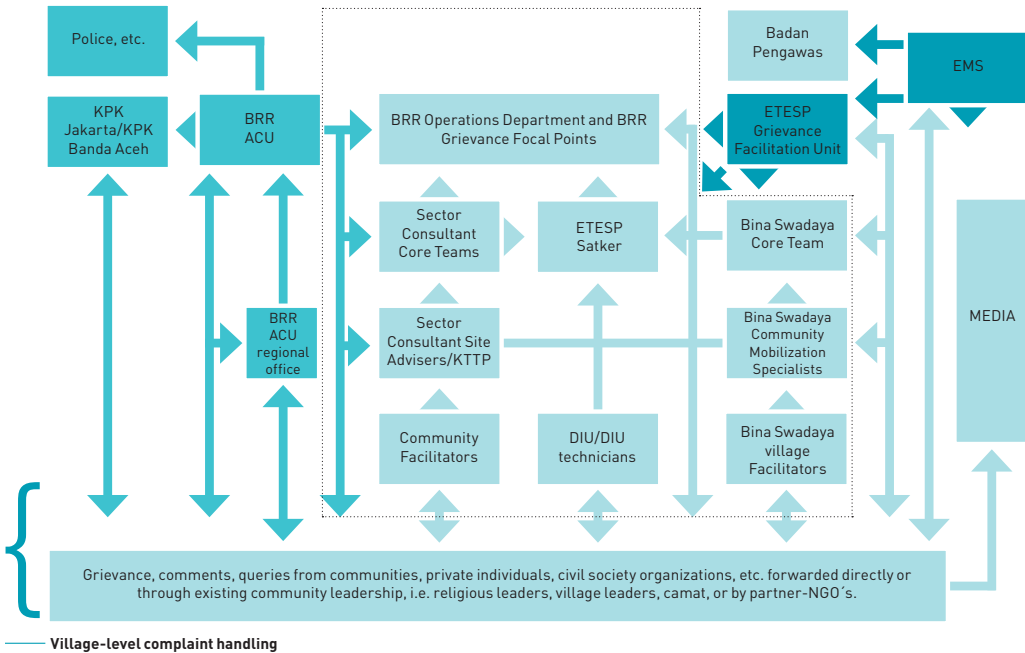 Police, etc.
KPK
Jakarta/KPK
Banda Aceh
BRR
ACU
BRR
ACU
regional
office
BRR Operations Department and BRR
Grievance Focal Points
Sector
Consultant
Core Teams
ETESP
Satker
Sector
Consultant Site
Advisers/KTTP
Community
Facilitators
DIU/DIU
technicians
Badan
Pengawas
EMS
ETESP
Grievance
Facilitation Unit
Bina Swadaya
Core Team
Bina Swadaya
Community
Mobilization
Specialists
Bina Swadaya
village
Facilitators
MEDIA
Grievance, comments, queries from communities, private individuals, civil society organizations, etc. forwarded directly or
through existing community leadership, i.e. religious leaders, village leaders, camat, or by partner-NGO´s.
Village-level complaint handling